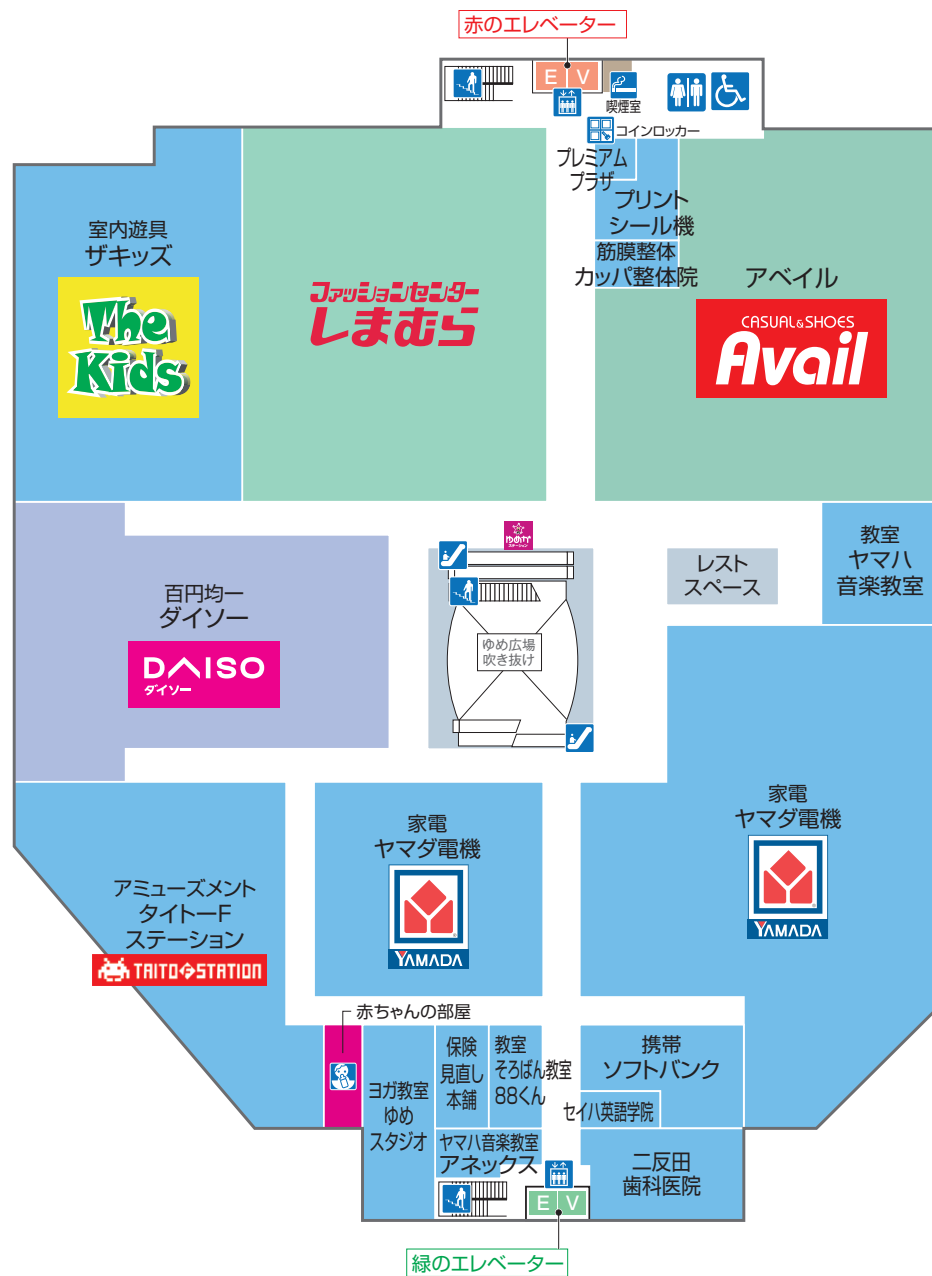 赤のエレベーター
E V
喫煙室
コインロッカー
プレミアム
プラザ
プリント
シール機
筋膜整体
カッパ整体院
室内遊具
ザキッズ
The
Kids
ファッションセンター
しまむら
アベイル
CASUAL&SHOES
Avail
教室
ヤマハ
音楽教室
レスト
スペース
ゆめか
ステーション
ゆめ広場
吹き抜け
百円均一
ダイソー
DAISO
ダイソー
家電
ヤマダ電機
YAMADA
家電
ヤマダ電機
YAMADA
アミューズメント
タイトーF
ステーション
TAITO F STATION
赤ちゃんの部屋
ヨガ教室
ゆめ
スタジオ
保険
見直し
本舗
教室
そろばん教室
88くん
携帯
ソフトバンク
セイハ英語学院
ヤマハ音楽教室
アネックス
二反田
歯科医院
E V
緑のエレベーター